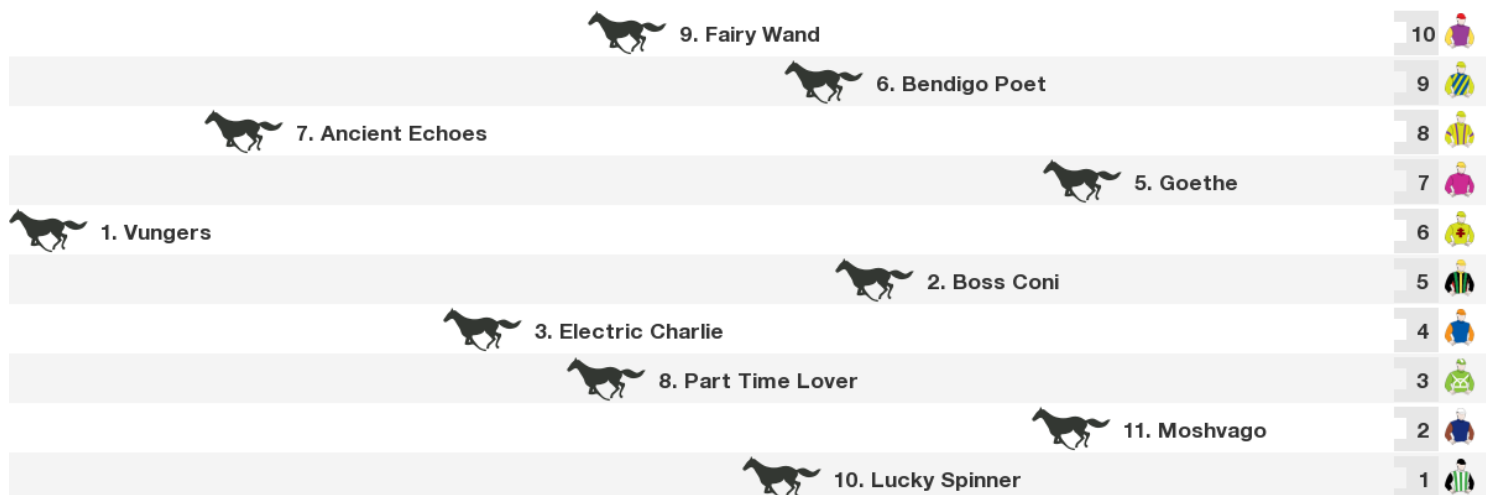 9. Fairy Wand 10
6. Bendigo Poet 9
7. Ancient Echoes 8
5. Goethe 7
1. Vungers 6
2. Boss Coni 5
3. Electric Charlie 4
8. Part Time Lover 3
11. Moshvago 2
10. Lucky Spinner 1